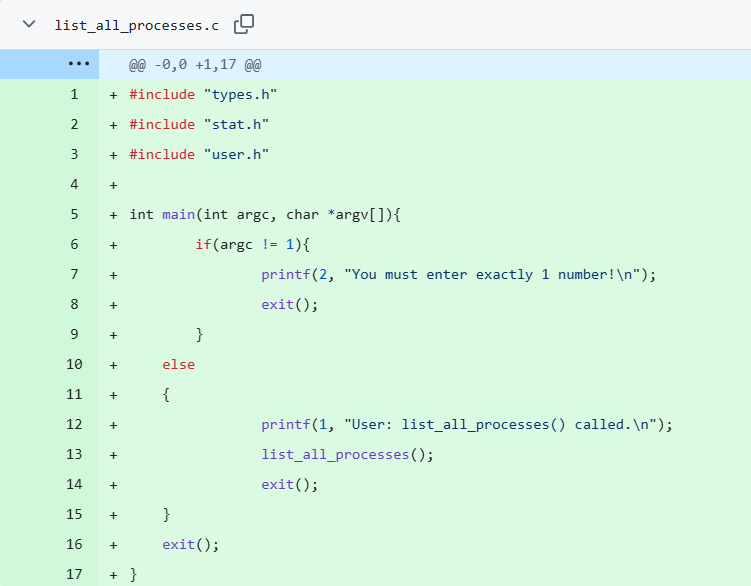 list_all_processes.c
... @@ -0,0 +1,17 @@
1 + #include "types.h"
2 + #include "stat.h"
3 + #include "user.h"
4 +
5 + int main(int argc, char *argv[]){
6 +         if(argc != 1){
7 +                 printf(2, "You must enter exactly 1 number!\n");
8 +                 exit();
9 +         }
10 +     else
11 +     {
12 +                 printf(1, "User: list_all_processes() called.\n");
13 +                 list_all_processes();
14 +                 exit();
15 +     }
16 +     exit();
17 + }